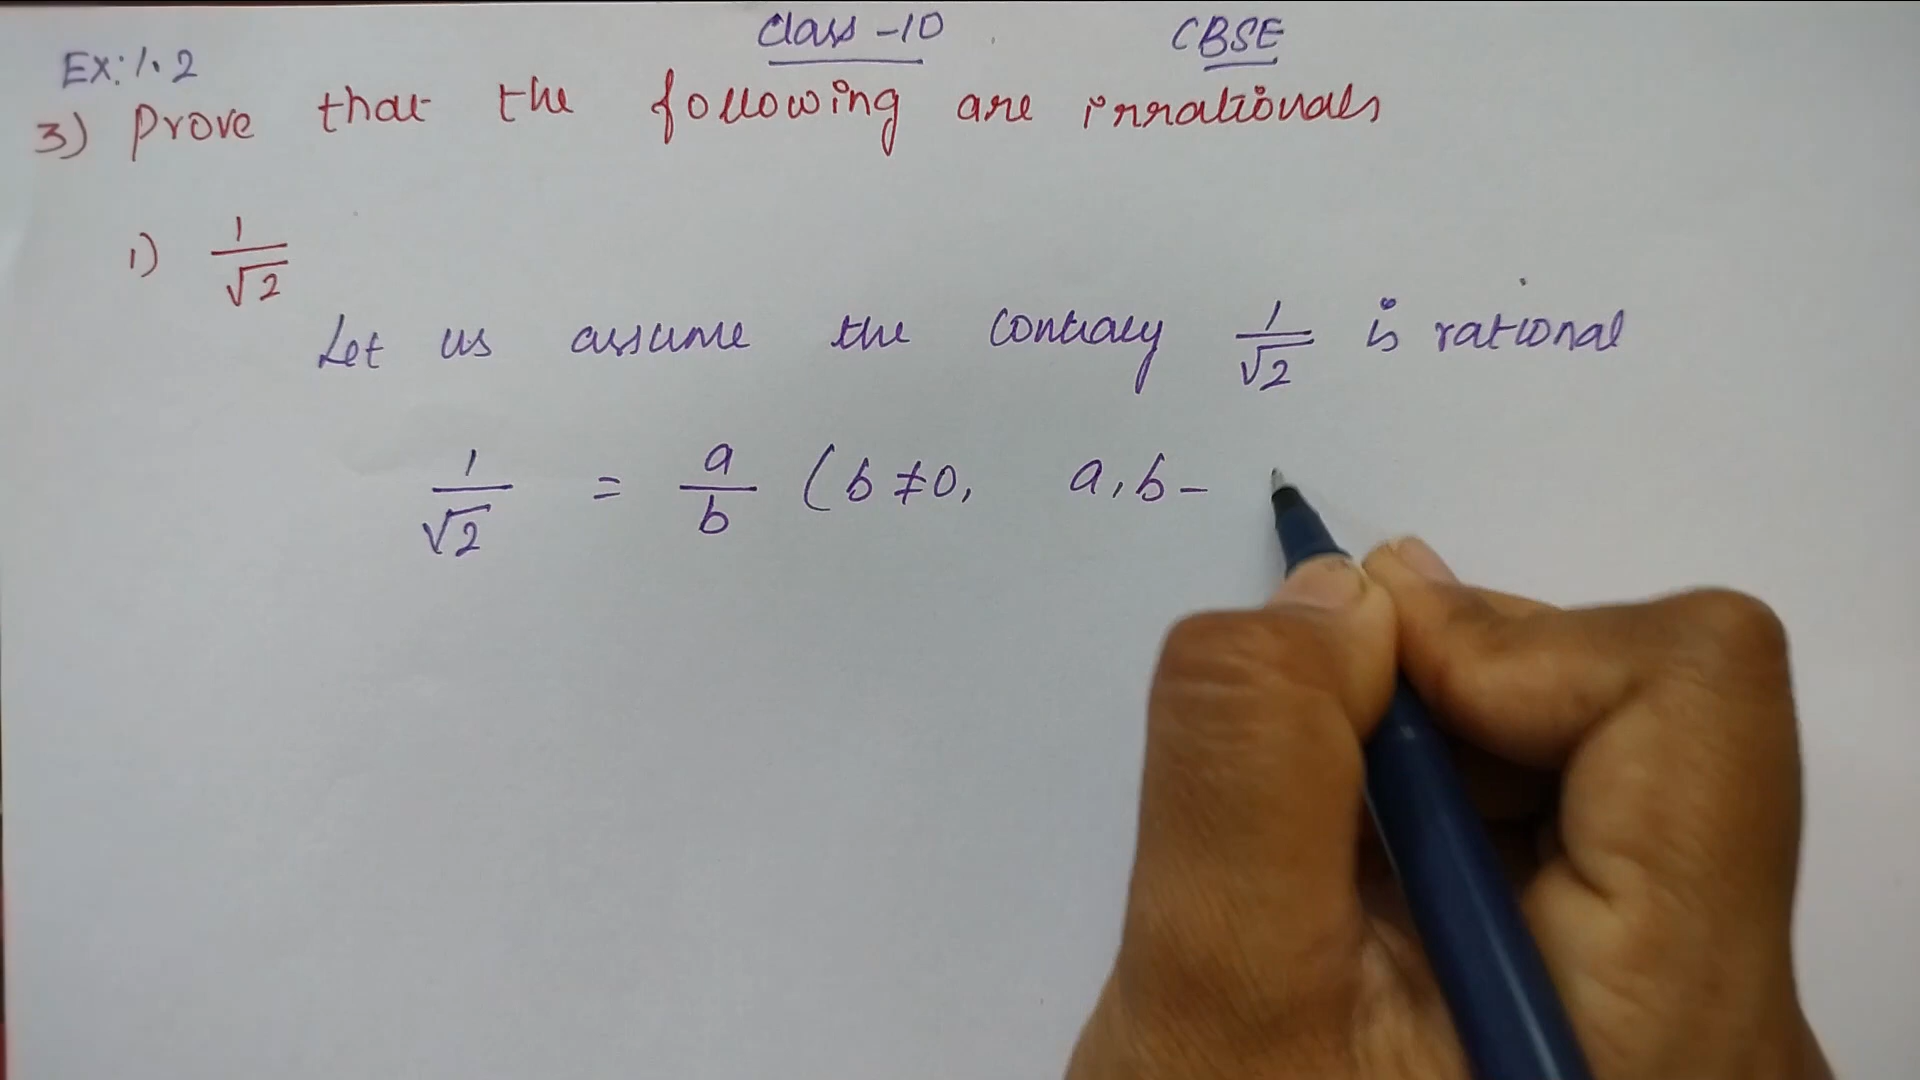 Class-10 CBSE
Ex: 1.2
3) Prove that the following are irrationals
i) 1/√2
Let us assume the contrary 1/√2 is rational
1/√2 = a/b (b ≠ 0, a, b -